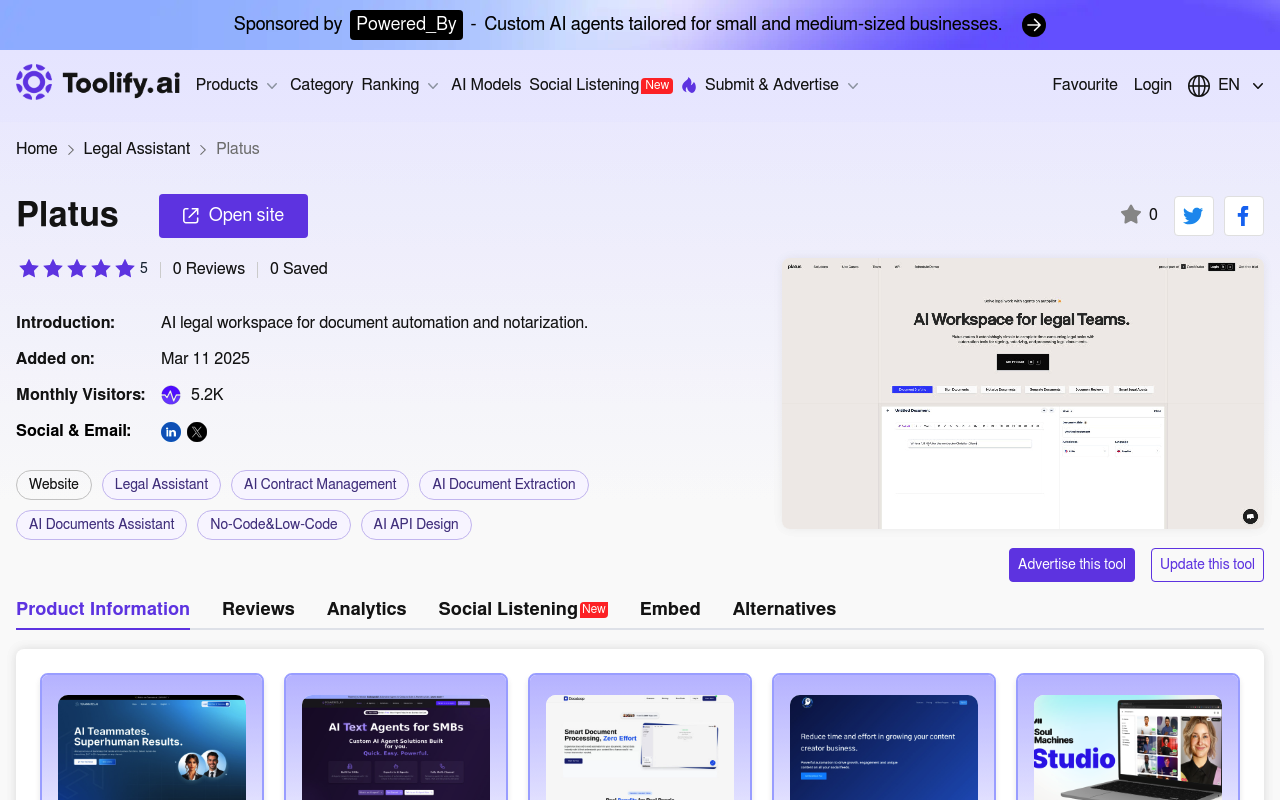 Sponsored by Powered_By - Custom AI agents tailored for small and medium-sized businesses.
Toolify.ai Products Category Ranking AI Models Social Listening New Submit & Advertise Favourite Login EN
Home Legal Assistant Platus
Platus Open site 0
5 0 Reviews 0 Saved
Introduction: AI legal workspace for document automation and notarization.
Added on: Mar 11 2025
Monthly Visitors: 5.2K
Social & Email:
Website Legal Assistant AI Contract Management AI Document Extraction
AI Documents Assistant No-Code&Low-Code AI API Design
platus
AI Workspace for legal Teams.
Untitled Document
Advertise this tool Update this tool
Product Information Reviews Analytics Social Listening New Embed Alternatives
AI Teammates.
Superhuman Results.
AI Text Agents for SMBs
Custom AI Agent Solutions Built
for you.
Quick. Easy. Powerful.
Smart Document
Processing, Zero Effort
Reduce time and effort in growing your content
creator business.
Soul
Machines
Studio